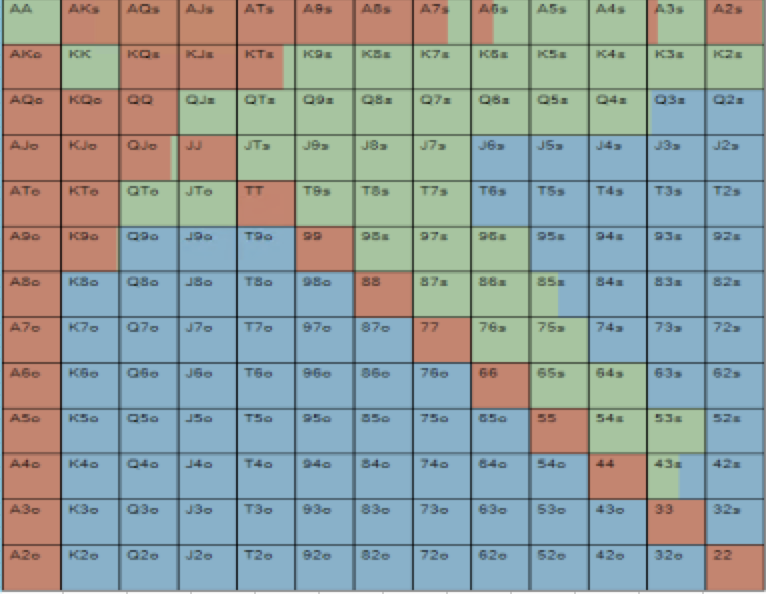 AA AKs AQs AJs ATs A9s A8s A7s A6s A5s A4s A3s A2s
AKo KK KQs KJs KTs K9s K8s K7s K6s K5s K4s K3s K2s
AQo KQo QQ QJs QTs Q9s Q8s Q7s Q6s Q5s Q4s Q3s Q2s
AJo KJo QJo JJ JTs J9s J8s J7s J6s J5s J4s J3s J2s
ATo KTo QTo JTo TT T9s T8s T7s T6s T5s T4s T3s T2s
A9o K9o Q9o J9o T9o 99 98s 97s 96s 95s 94s 93s 92s
A8o K8o Q8o J8o T8o 98o 88 87s 86s 85s 84s 83s 82s
A7o K7o Q7o J7o T7o 97o 87o 77 76s 75s 74s 73s 72s
A6o K6o Q6o J6o T6o 96o 86o 76o 66 65s 64s 63s 62s
A5o K5o Q5o J5o T5o 95o 85o 75o 65o 55 54s 53s 52s
A4o K4o Q4o J4o T4o 94o 84o 74o 64o 54o 44 43s 42s
A3o K3o Q3o J3o T3o 93o 83o 73o 63o 53o 43o 33 32s
A2o K2o Q2o J2o T2o 92o 82o 72o 62o 52o 42o 32o 22